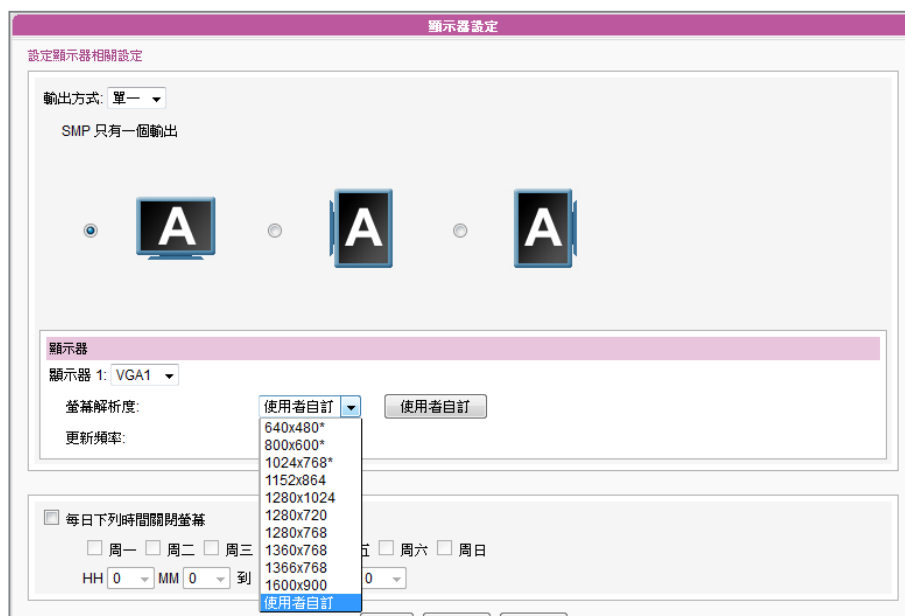 顯示器設定
設定顯示器相關設定
輸出方式: 單一
SMP 只有一個輸出
A A A
顯示器
顯示器 1: VGA1
螢幕解析度: 使用者自訂 使用者自訂
更新頻率:
640x480*
800x600*
1024x768*
1152x864
1280x1024
1280x720
1280x768
1360x768
1366x768
1600x900
使用者自訂
每日下列時間關閉螢幕
周一 周二 周三 五 周六 周日
HH 0 MM 0 到 0